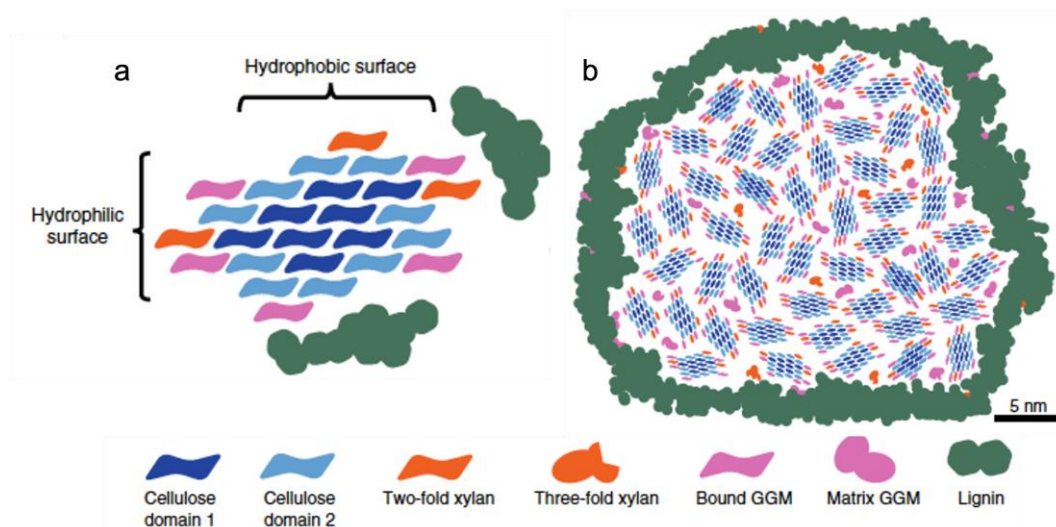 a
Hydrophobic surface
Hydrophilic
surface
b
5 nm
Cellulose
domain 1
Cellulose
domain 2
Two-fold xylan
Three-fold xylan
Bound GGM
Matrix GGM
Lignin